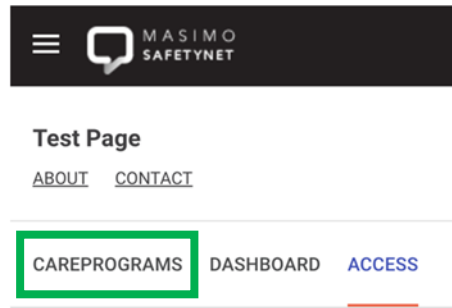 MASIMO
SAFETYNET
Test Page
ABOUT CONTACT
CAREPROGRAMS DASHBOARD ACCESS